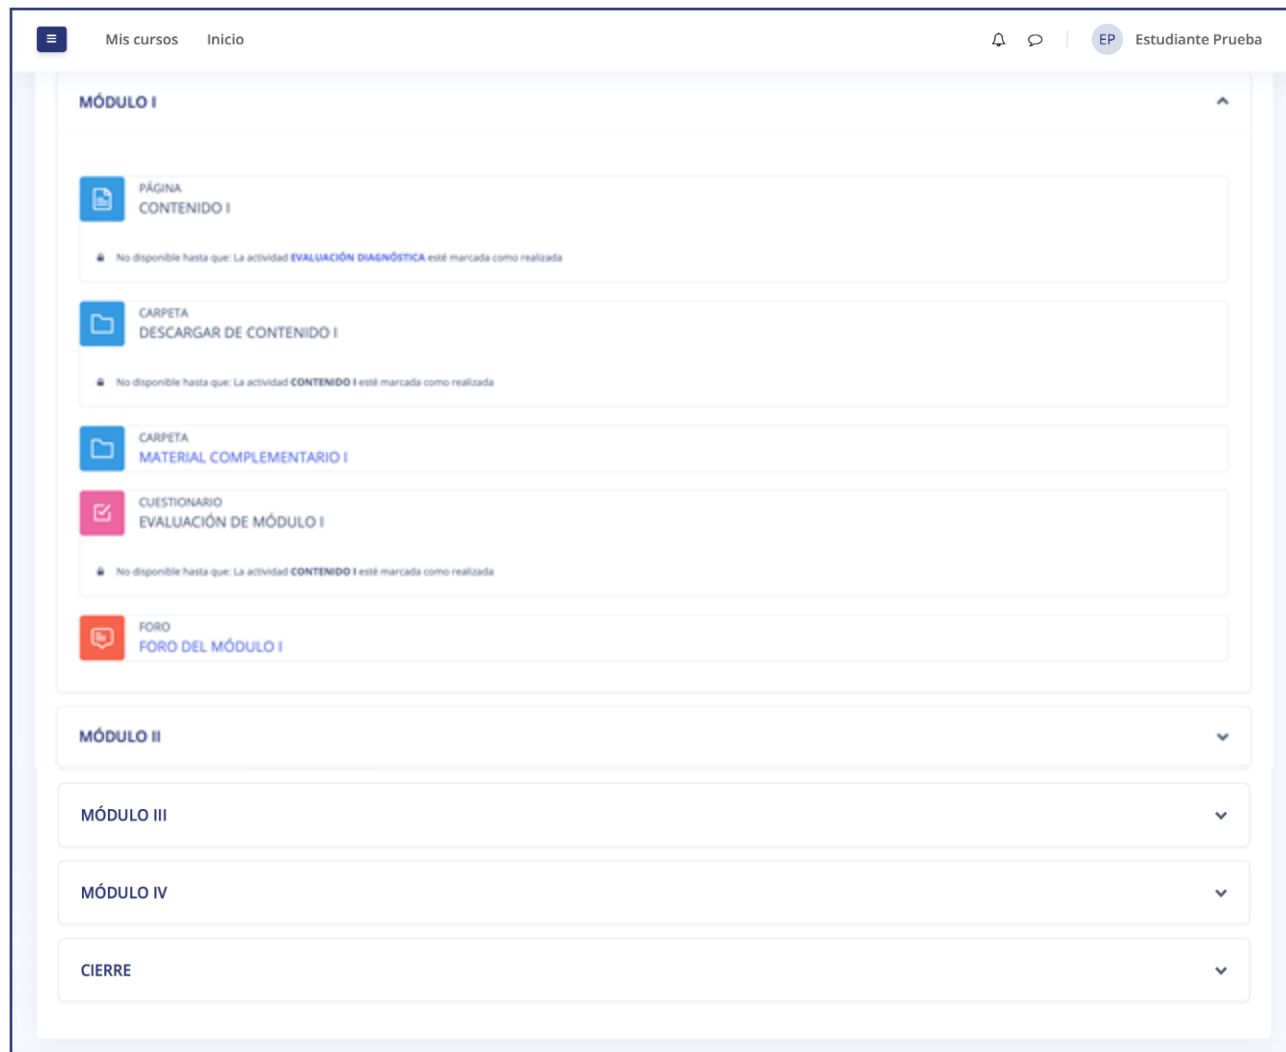 Mis cursos Inicio EP Estudiante Prueba
MÓDULO I
PÁGINA
CONTENIDO I
No disponible hasta que: La actividad EVALUACIÓN DIAGNÓSTICA esté marcada como realizada
CARPETA
DESCARGAR DE CONTENIDO I
No disponible hasta que: La actividad CONTENIDO I esté marcada como realizada
CARPETA
MATERIAL COMPLEMENTARIO I
CUESTIONARIO
EVALUACIÓN DE MÓDULO I
No disponible hasta que: La actividad CONTENIDO I esté marcada como realizada
FORO
FORO DEL MÓDULO I
MÓDULO II
MÓDULO III
MÓDULO IV
CIERRE